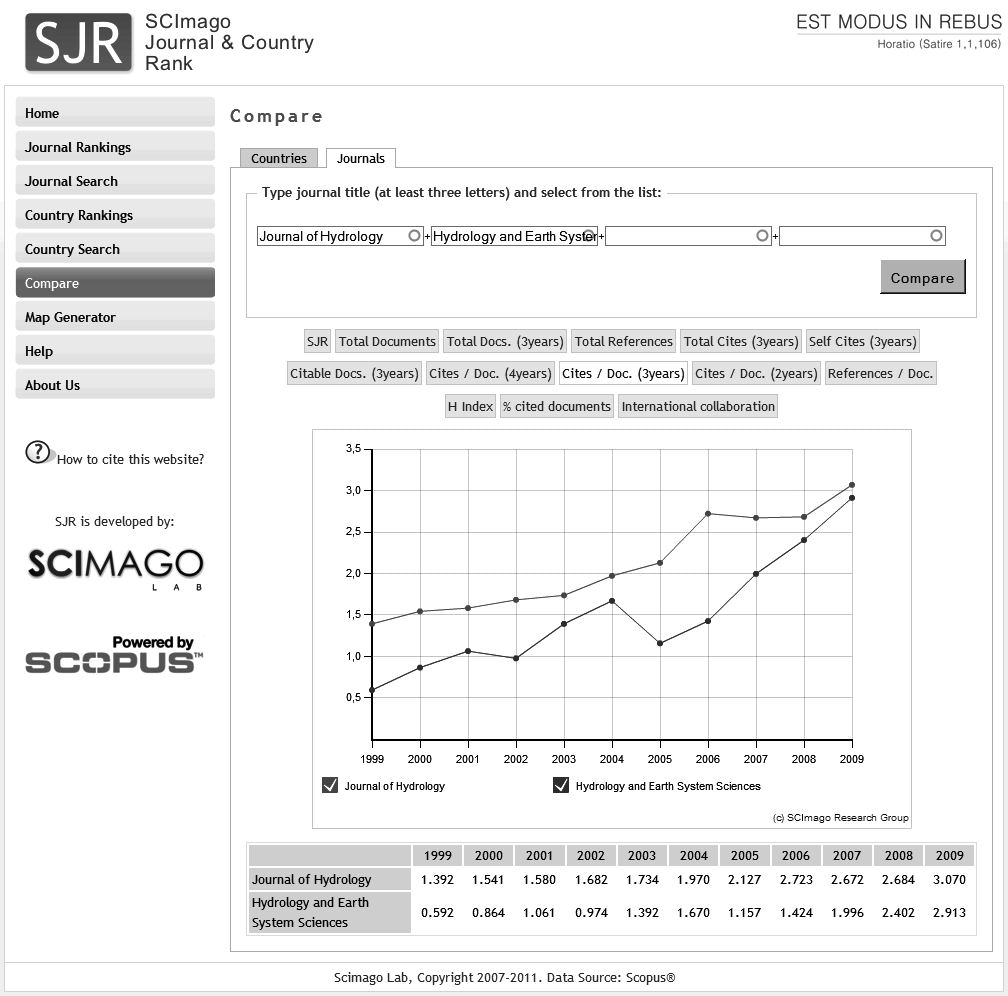 SJR
SCImago
Journal & Country
Rank
EST MODUS IN REBUS
Horatio (Satire 1,1,106)
Home
Journal Rankings
Journal Search
Country Rankings
Country Search
Compare
Map Generator
Help
About Us
? How to cite this website?
SJR is developed by:
SCIMAGO
LAB
Powered by
SCOPUS™
Compare
Countries Journals
Type journal title (at least three letters) and select from the list:
Journal of Hydrology + Hydrology and Earth System + +
Compare
SJR Total Documents Total Docs. (3years) Total References Total Cites (3years) Self Cites (3years)
Citable Docs. (3years) Cites / Doc. (4years) Cites / Doc. (3years) Cites / Doc. (2years) References / Doc.
H Index % cited documents International collaboration
3,5
3,0
2,5
2,0
1,5
1,0
0,5
1999 2000 2001 2002 2003 2004 2005 2006 2007 2008 2009
Journal of Hydrology Hydrology and Earth System Sciences
(c) SCImago Research Group
1999 2000 2001 2002 2003 2004 2005 2006 2007 2008 2009
Journal of Hydrology 1.392 1.541 1.580 1.682 1.734 1.970 2.127 2.723 2.672 2.684 3.070
Hydrology and Earth
System Sciences 0.592 0.864 1.061 0.974 1.392 1.670 1.157 1.424 1.996 2.402 2.913
Scimago Lab, Copyright 2007-2011. Data Source: Scopus®